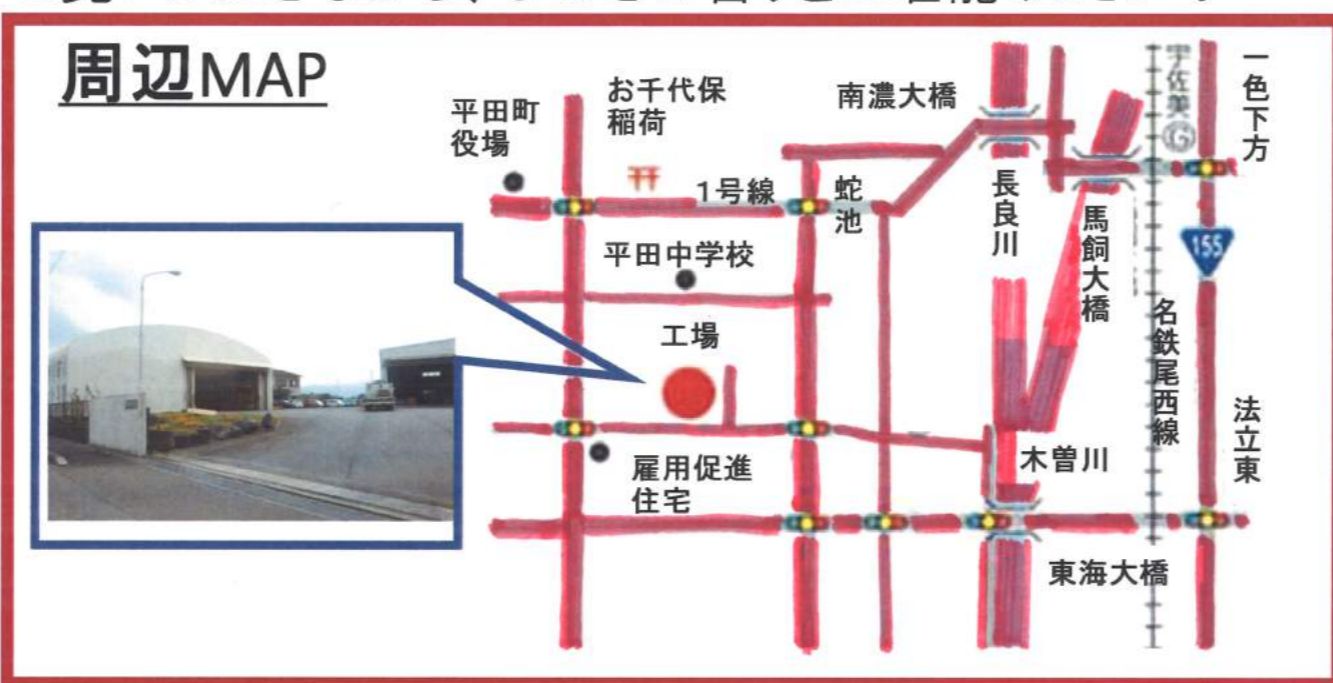 周辺MAP
平田町
役場
お千代保
稲荷
南濃大橋
宇佐美
G
一色下方
1号線
蛇池
長良川
馬飼大橋
155
平田中学校
工場
名鉄尾西線
法立東
雇用促進
住宅
木曽川
東海大橋